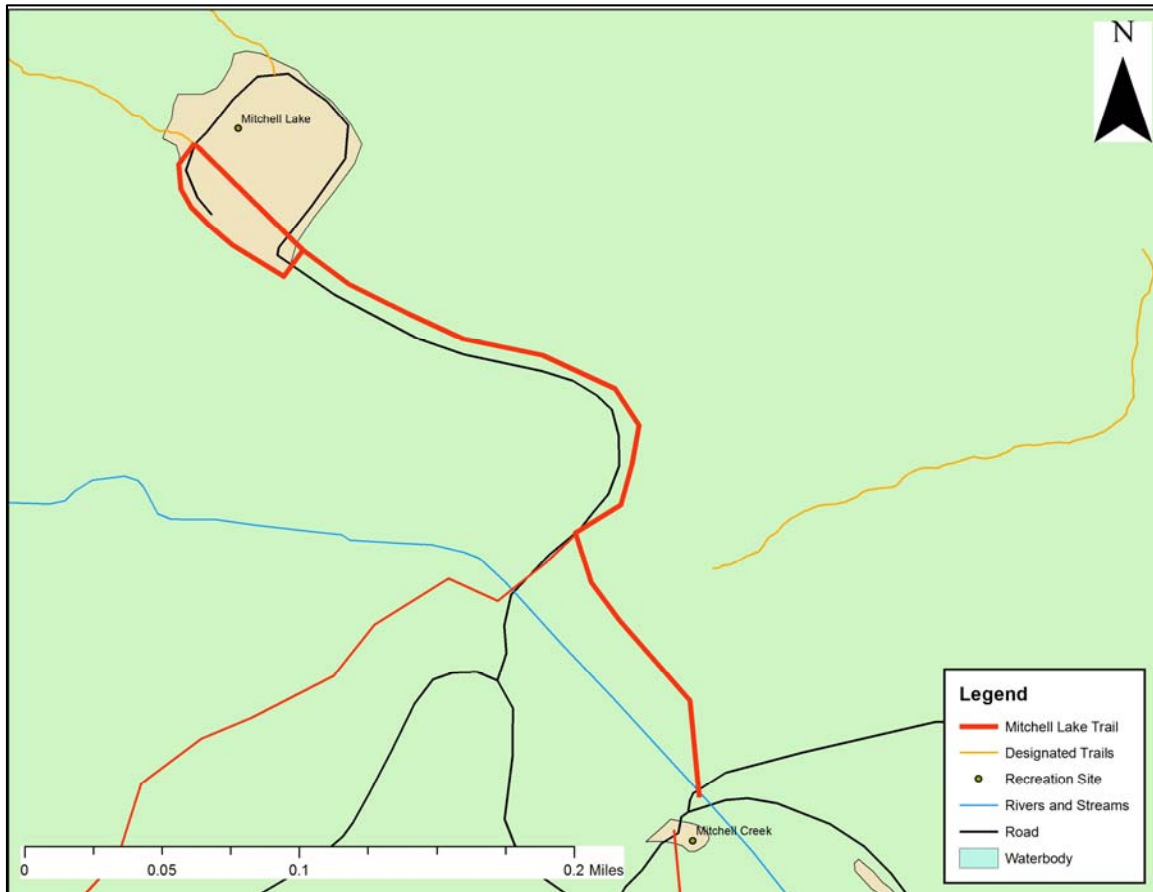 N
Mitchell Lake
Mitchell Creek
Legend
Mitchell Lake Trail
Designated Trails
Recreation Site
Rivers and Streams
Road
Waterbody
0 0.05 0.1 0.2 Miles